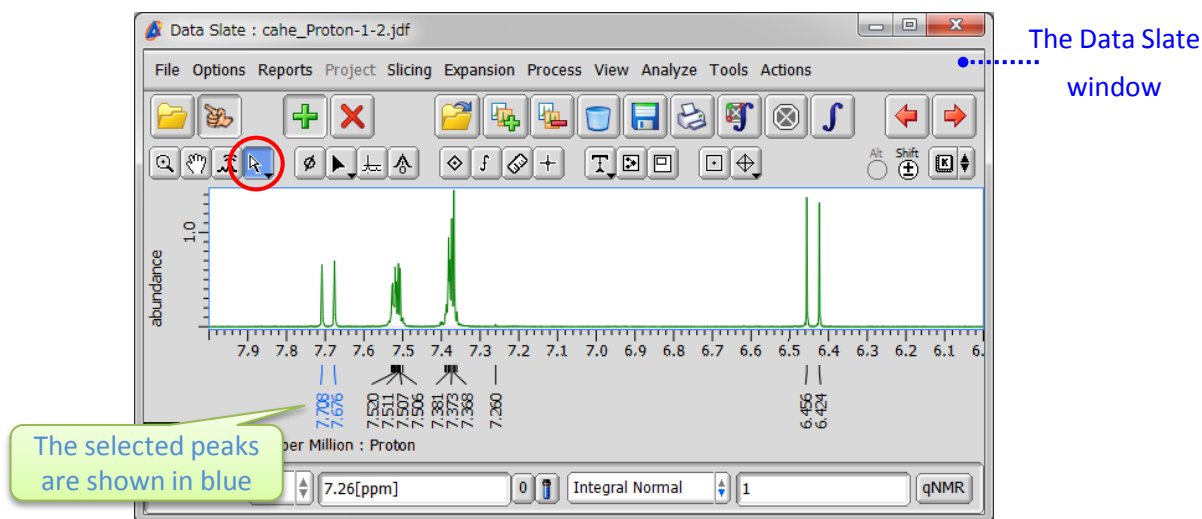 Data Slate : cahe_Proton-1-2.jdf
The Data Slate
window
File Options Reports Project Slicing Expansion Process View Analyze Tools Actions
Alt Shift
1.0
abundance
7.9 7.8 7.7 7.6 7.5 7.4 7.3 7.2 7.1 7.0 6.9 6.8 6.7 6.6 6.5 6.4 6.3 6.2 6.1 6.
7.708 7.676 7.520 7.511 7.507 7.506 7.381 7.373 7.368 7.260 6.456 6.424
The selected peaks
are shown in blue
per Million : Proton
7.26[ppm] 0 Integral Normal 1 qNMR